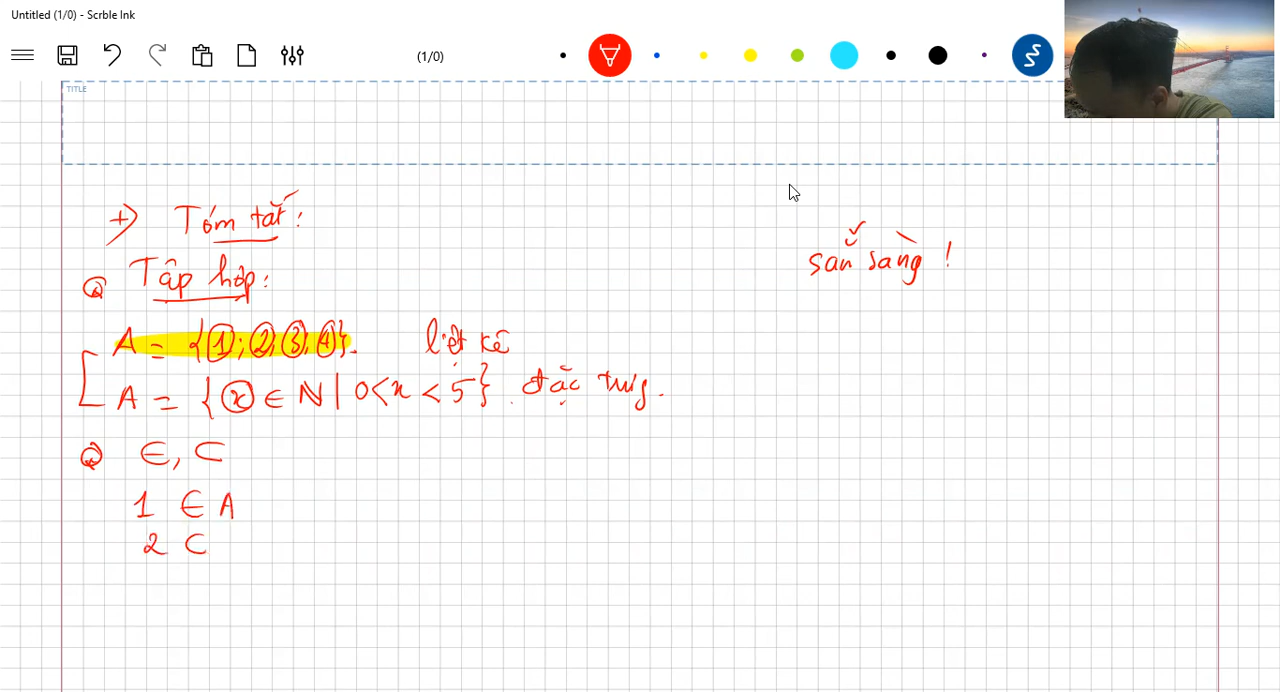 Untitled (1/0) - Scrble Ink
(1/0)
TITLE
+) Tóm tắt:
Tập hợp:
sẵn sàng !
A = {1; 2; 3; 4}. liệt kê
A = {x ∈ N | 0 < x < 5}. đặc trưng.
∈, ⊂
1 ∈ A
2 ⊂